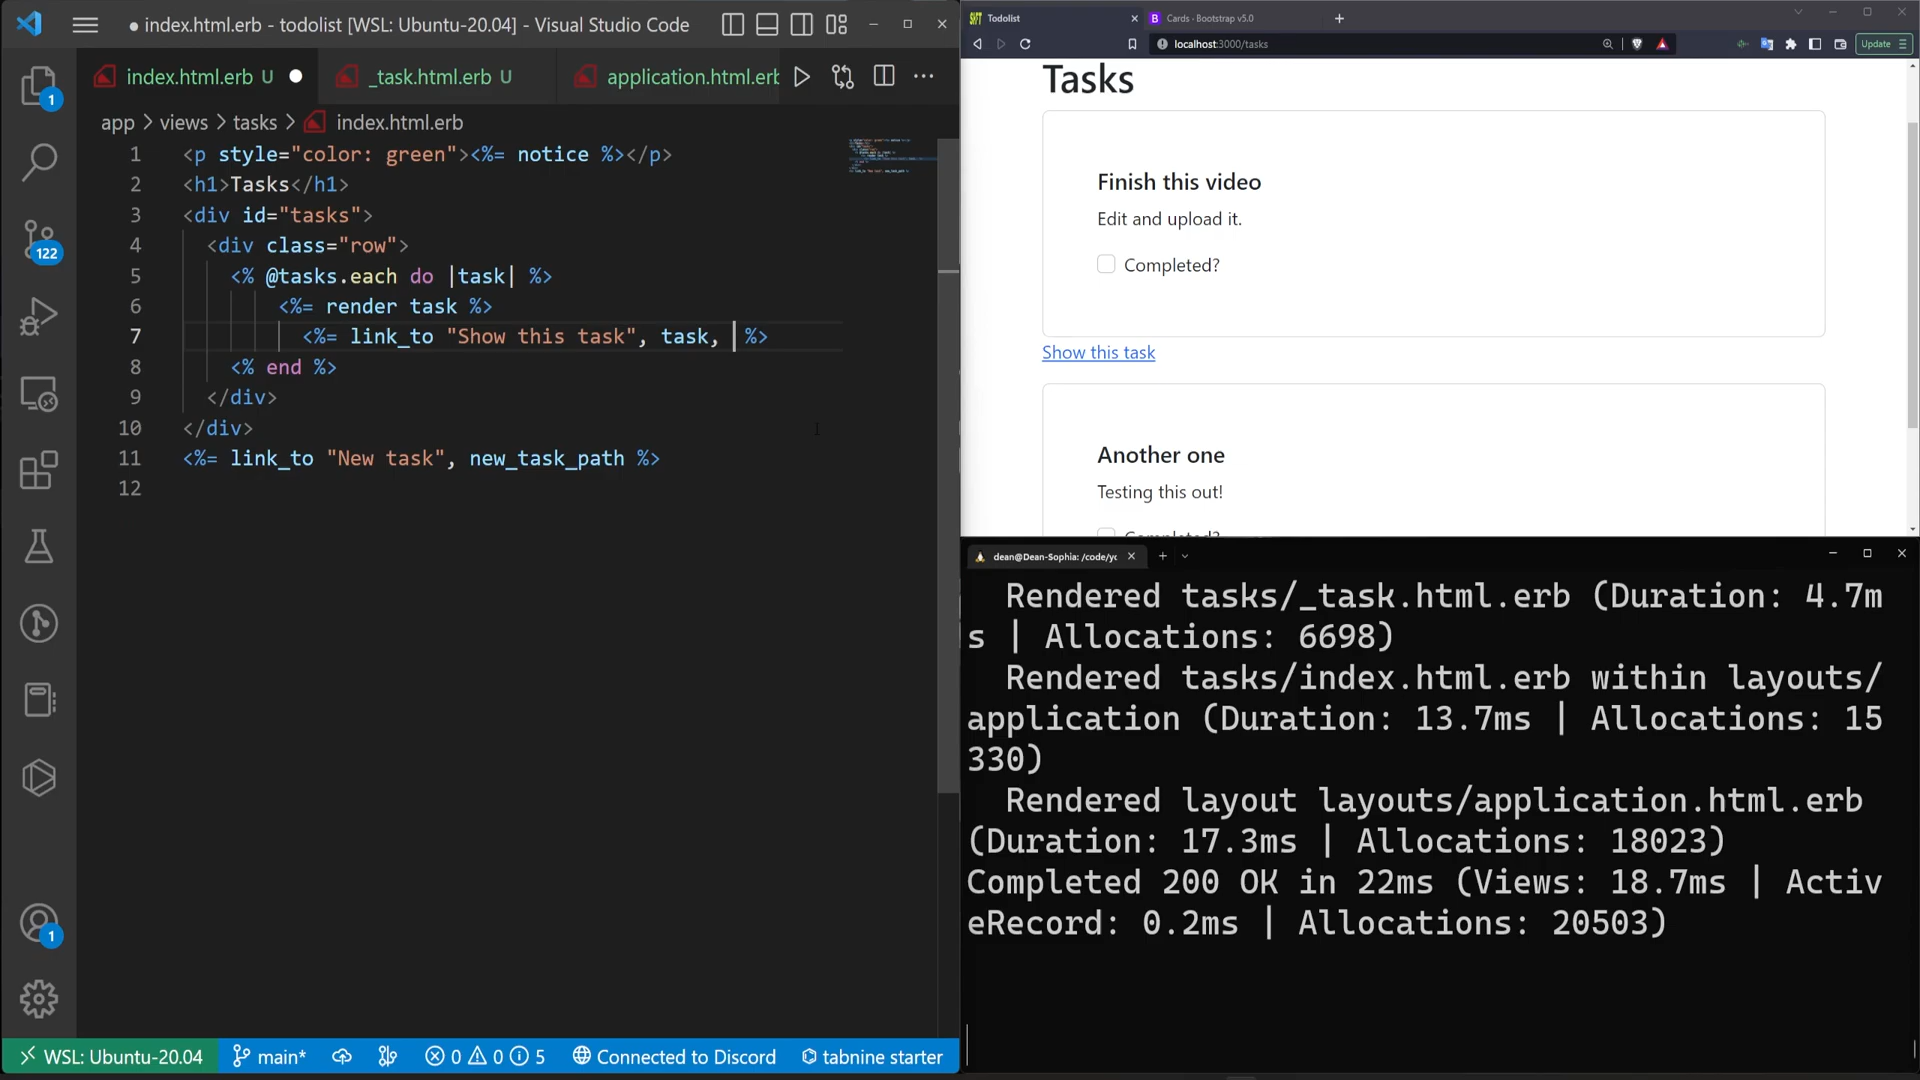 ● index.html.erb - todolist [WSL: Ubuntu-20.04] - Visual Studio Code
index.html.erb U ●
_task.html.erb U
application.html.erb
app > views > tasks > index.html.erb
1 <p style="color: green"><%= notice %></p>
2 <h1>Tasks</h1>
3 <div id="tasks">
4 <div class="row">
5 <% @tasks.each do |task| %>
6 <%= render task %>
7 <%= link_to "Show this task", task, %>
8 <% end %>
9 </div>
10 </div>
11 <%= link_to "New task", new_task_path %>
12
1
122
1
WSL: Ubuntu-20.04
main*
0 0 5
Connected to Discord
tabnine starter
Todolist
Cards · Bootstrap v5.0
localhost:3000/tasks
Update
Tasks
Finish this video
Edit and upload it.
Completed?
Show this task
Another one
Testing this out!
Completed?
dean@Dean-Sophia: /code/yo
Rendered tasks/_task.html.erb (Duration: 4.7m
s | Allocations: 6698)
Rendered tasks/index.html.erb within layouts/
application (Duration: 13.7ms | Allocations: 15
330)
Rendered layout layouts/application.html.erb
(Duration: 17.3ms | Allocations: 18023)
Completed 200 OK in 22ms (Views: 18.7ms | Activ
eRecord: 0.2ms | Allocations: 20503)